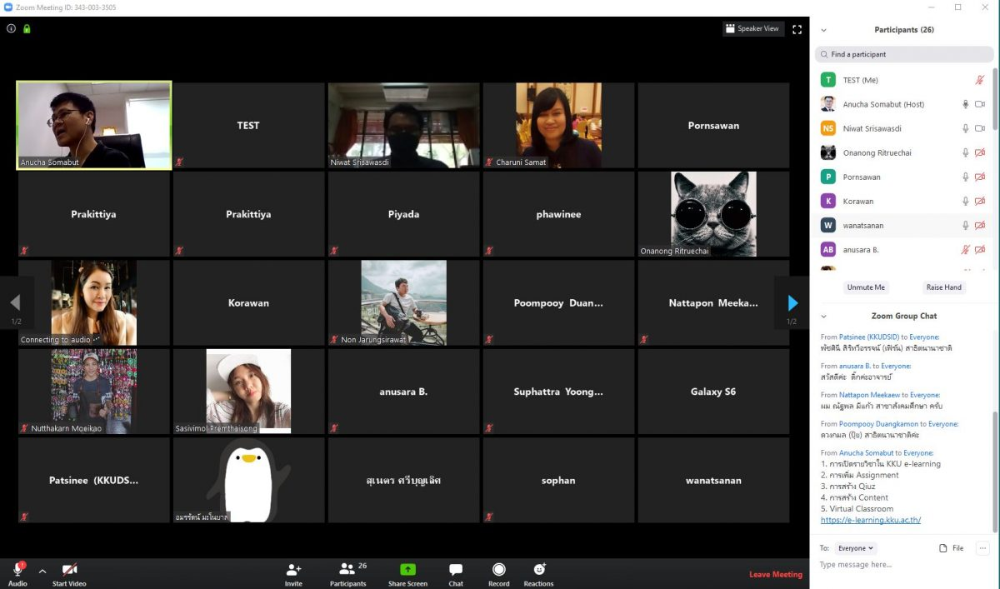 Zoom Meeting ID: 343-003-3505
Speaker View
Anucha Somabut
TEST
Niwat Srisawasdi
Charuni Samat
Pornsawan
Prakittiya
Prakittiya
Piyada
phawinee
Onanong Ritruechai
Connecting to audio ···
Korawan
Non Jarungsirawat
Poompooy Duan...
Nattapon Meeka...
1/2
1/2
Nutthakarn Moeikao
Sasivimol Premthaisong
anusara B.
Suphattra Yoong...
Galaxy S6
Patsinee (KKUDS...
อมรรัตน์ มะโนบาล
สุเนตร ศรีบุญเลิศ
sophan
wanatsanan
Audio
Start Video
Invite
26
Participants
Share Screen
Chat
Record
Reactions
Leave Meeting
Participants (26)
Find a participant
T TEST (Me)
Anucha Somabut (Host)
NS Niwat Srisawasdi
Onanong Ritruechai
P Pornsawan
K Korawan
W wanatsanan
AB anusara B.
Unmute Me
Raise Hand
Zoom Group Chat
From Patsinee (KKUDSID) to Everyone:
พัชสินี สิริทวีอรรจน์ (เฟิร์น) สาธิตนานาชาติ
From anusara B. to Everyone:
สวัสดีค่ะ ติ๊กค่ะอาจารย์
From Nattapon Meekaew to Everyone:
ผม ณัฐพล มีแก้ว สาขาสังคมศึกษา ครับ
From Poompooy Duangkamon to Everyone:
ดวงกมล (ปุ้ย) สาธิตนานาชาติค่ะ
From Anucha Somabut to Everyone:
1. การเปิดรายวิชาใน KKU e-learning
2. การเพิ่ม Assignment
3. การสร้าง Qiuz
4. การสร้าง Content
5. Virtual Classroom
https://e-learning.kku.ac.th/
To: Everyone
File
Type message here...